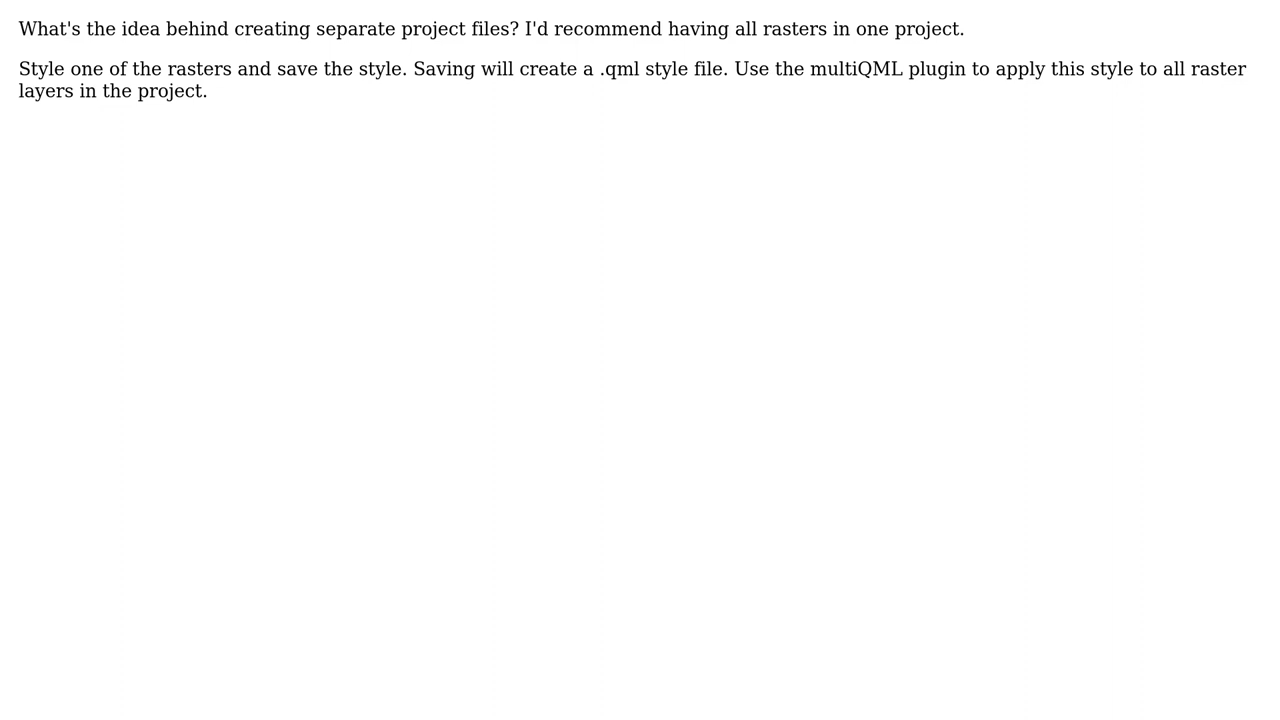 What's the idea behind creating separate project files? I'd recommend having all rasters in one project.
Style one of the rasters and save the style. Saving will create a .qml style file. Use the multiQML plugin to apply this style to all raster
layers in the project.